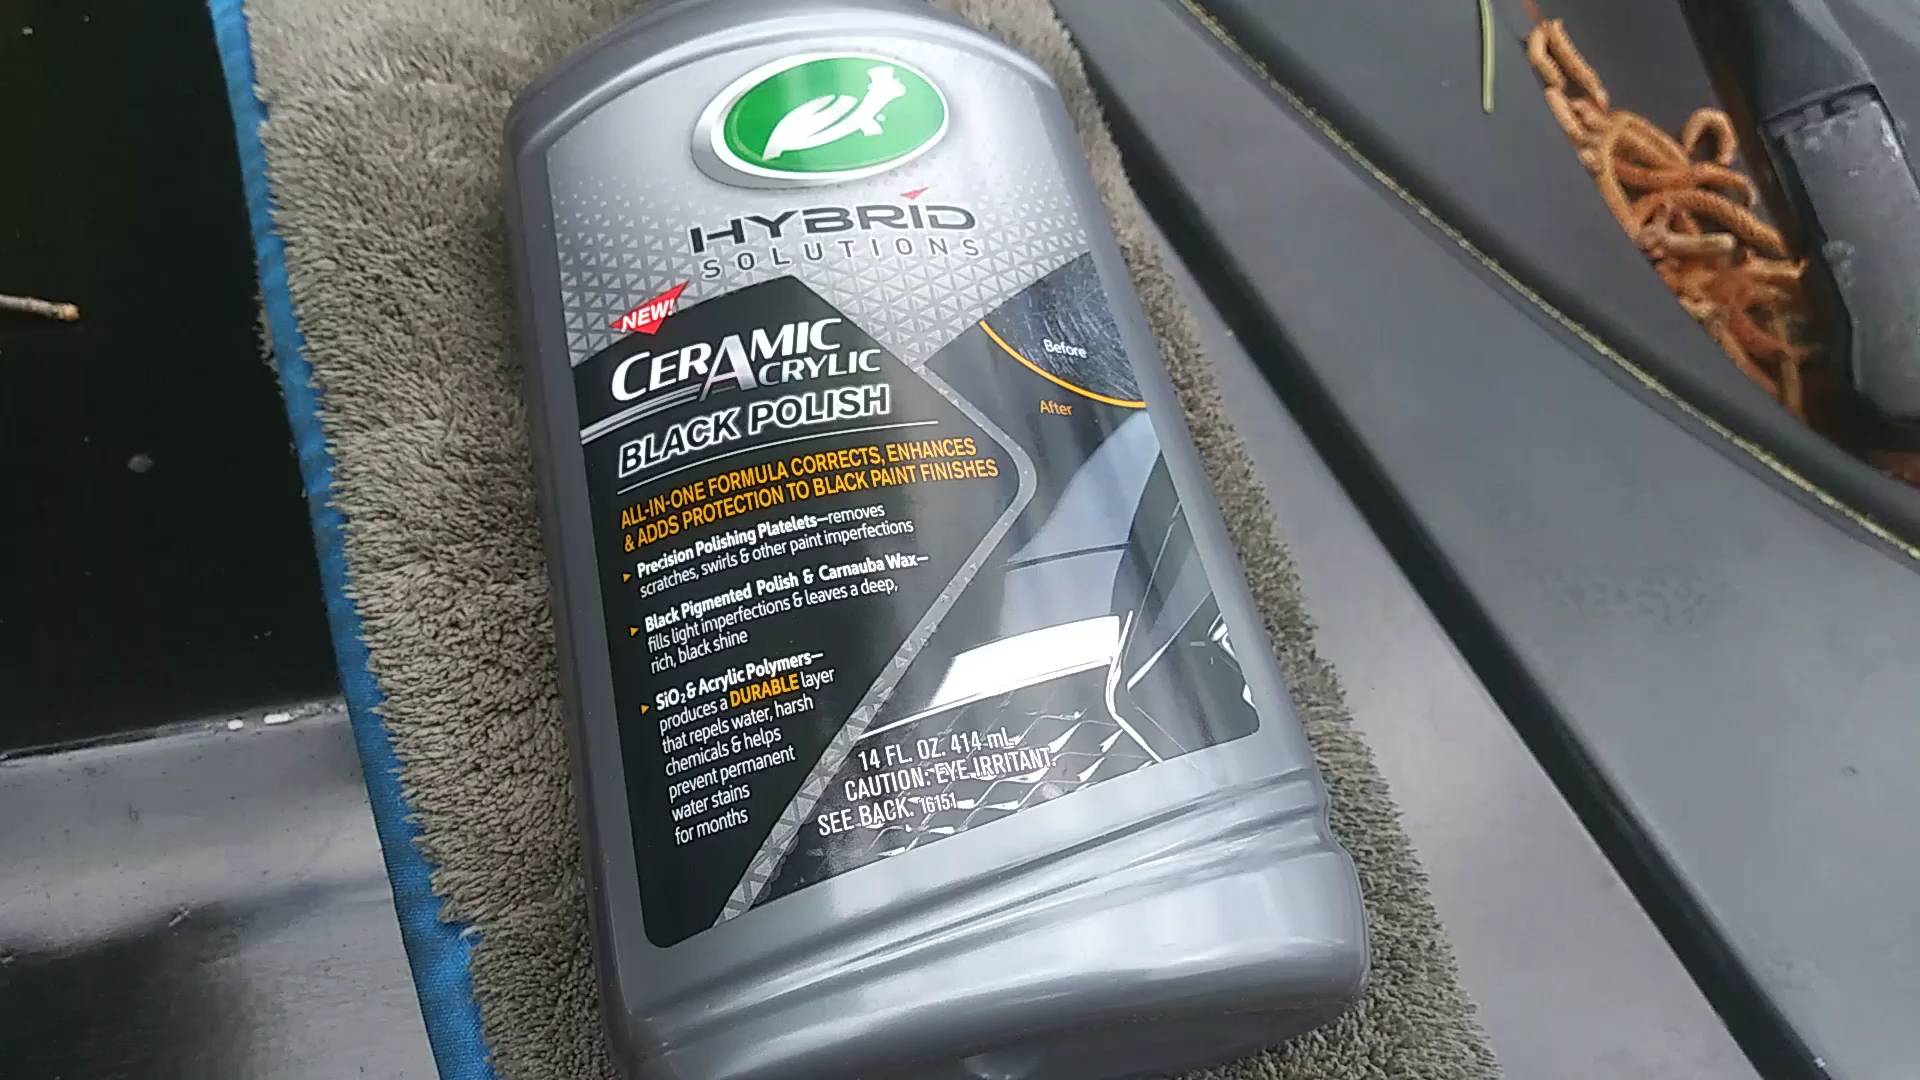 HYBRID
SOLUTIONS
NEW!
CERAMIC
ACRYLIC
BLACK POLISH
ALL-IN-ONE FORMULA CORRECTS, ENHANCES
& ADDS PROTECTION TO BLACK PAINT FINISHES
Precision Polishing Platelets—removes
scratches, swirls & other paint imperfections
Black Pigmented Polish & Carnauba Wax—
fills light imperfections & leaves a deep,
rich, black shine
SiO₂ & Acrylic Polymers—
produces a DURABLE layer
that repels water, harsh
chemicals & helps
prevent permanent
water stains
for months
Before
After
14 FL. OZ. 414 mL
CAUTION: EYE IRRITANT.
SEE BACK. 16151